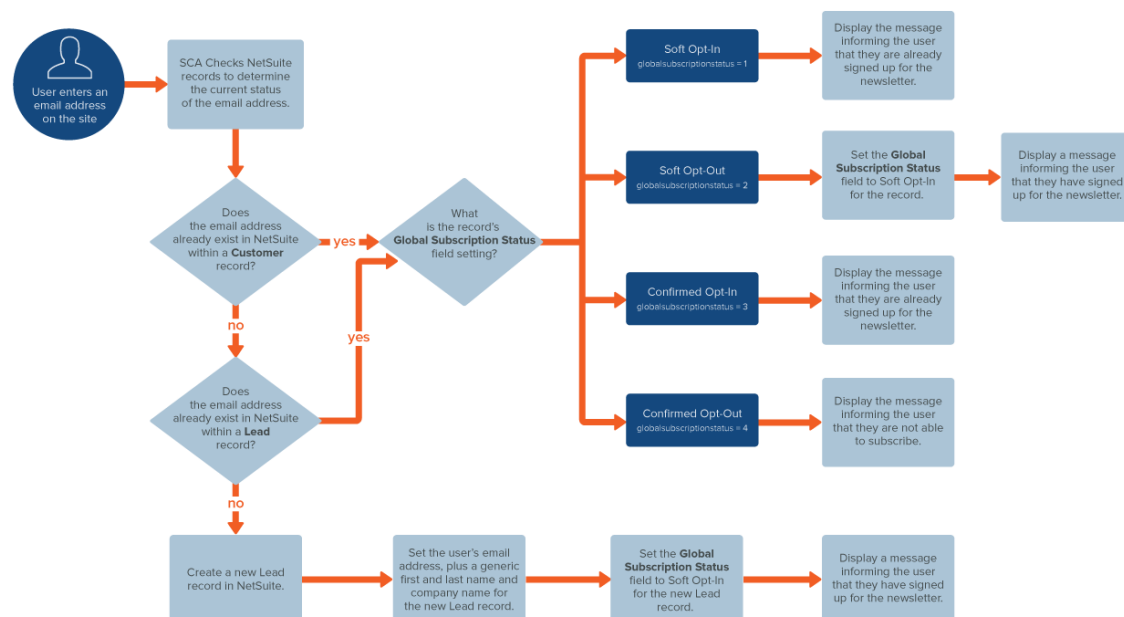 User enters an
email address
on the site
SCA Checks NetSuite
records to determine
the current status
of the email address.
Does
the email address
already exist in NetSuite
within a Customer
record?
yes
no
Does
the email address
already exist in NetSuite
within a Lead
record?
yes
no
What
is the record's
Global Subscription Status
field setting?
Soft Opt-In
globalsubscriptionstatus = 1
Display the message
informing the user
that they are already
signed up for the
newsletter.
Soft Opt-Out
globalsubscriptionstatus = 2
Set the Global
Subscription Status
field to Soft Opt-In
for the record.
Display a message
informing the user
that they have signed
up for the newsletter.
Confirmed Opt-In
globalsubscriptionstatus = 3
Display the message
informing the user
that they are already
signed up for the
newsletter.
Confirmed Opt-Out
globalsubscriptionstatus = 4
Display the message
informing the user
that they are not able
to subscribe.
Create a new Lead
record in NetSuite.
Set the user's email
address, plus a generic
first and last name and
company name for
the new Lead record.
Set the Global
Subscription Status
field to Soft Opt-In
for the new Lead
record.
Display a message
informing the user
that they have signed
up for the newsletter.